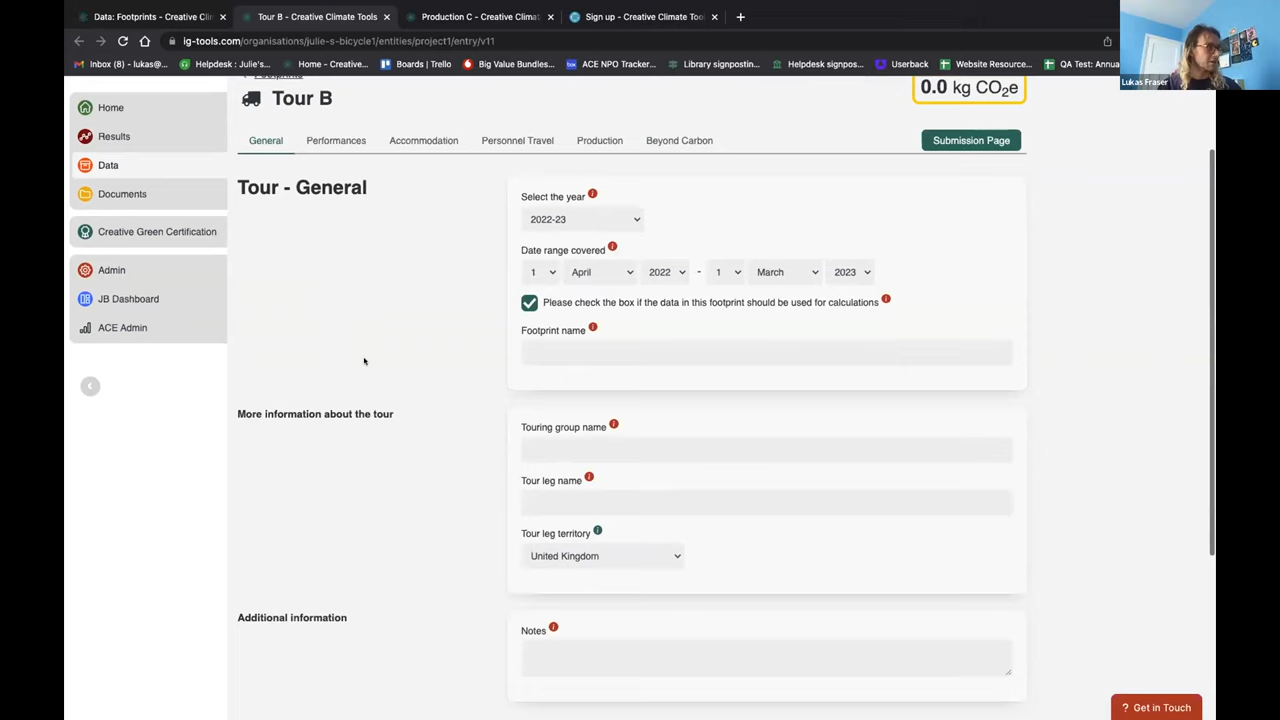 Data: Footprints – Creative Cli
Tour B – Creative Climate Tools
Production C – Creative Climat
Sign up – Creative Climate Tool
ig-tools.com/organisations/julie-s-bicycle1/entities/project1/entry/v11
Inbox (8) – lukas@...
Helpdesk : Julie's...
Home - Creative...
Boards | Trello
Big Value Bundles...
ACE NPO Tracker...
Library signposting...
Helpdesk signpos...
Userback
Website Resource...
QA Test: Annua
Lukas Fraser
Footprints
Tour B
0.0 kg CO2e
Home
Results
Data
Documents
Creative Green Certification
Admin
JB Dashboard
ACE Admin
General
Performances
Accommodation
Personnel Travel
Production
Beyond Carbon
Submission Page
Tour - General
Select the year
2022-23
Date range covered
1 April 2022 - 1 March 2023
Please check the box if the data in this footprint should be used for calculations
Footprint name
More information about the tour
Touring group name
Tour leg name
Tour leg territory
United Kingdom
Additional information
Notes
? Get in Touch